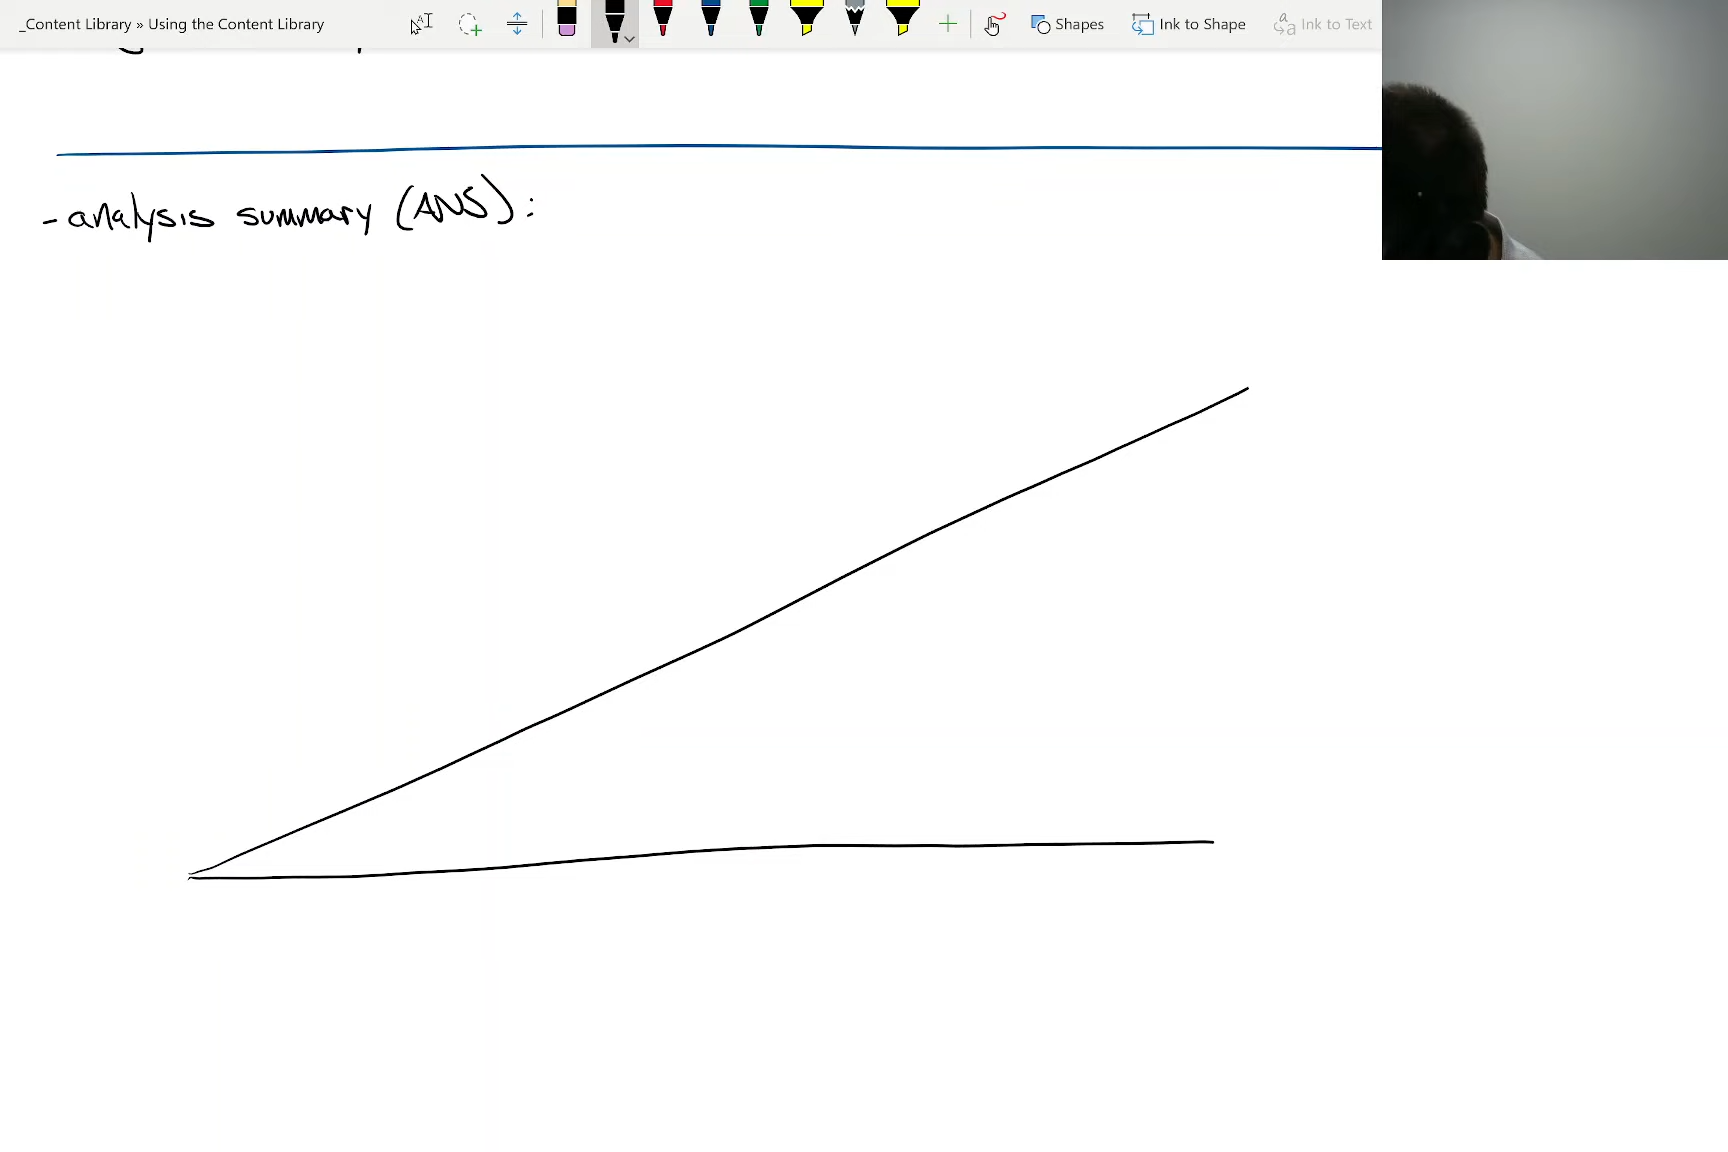 _Content Library » Using the Content Library
Shapes
Ink to Shape
Ink to Text
- analysis summary (ANS):